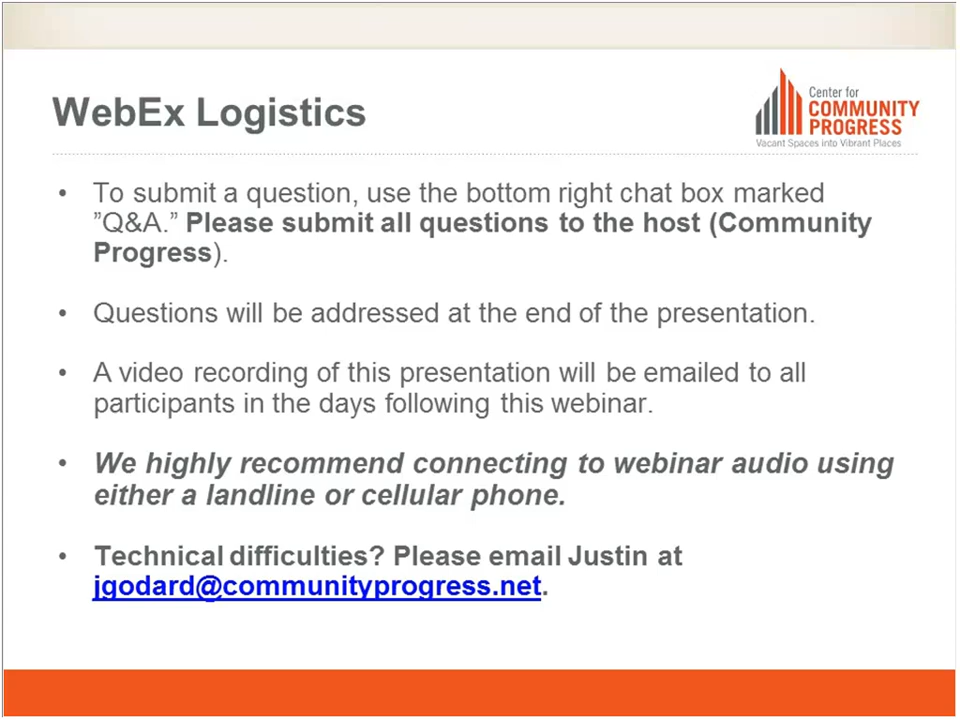 WebEx Logistics
Center for
COMMUNITY
PROGRESS
Vacant Spaces into Vibrant Places
• To submit a question, use the bottom right chat box marked
”Q&A.” Please submit all questions to the host (Community
Progress).
• Questions will be addressed at the end of the presentation.
• A video recording of this presentation will be emailed to all
participants in the days following this webinar.
• We highly recommend connecting to webinar audio using
either a landline or cellular phone.
• Technical difficulties? Please email Justin at
jgodard@communityprogress.net.